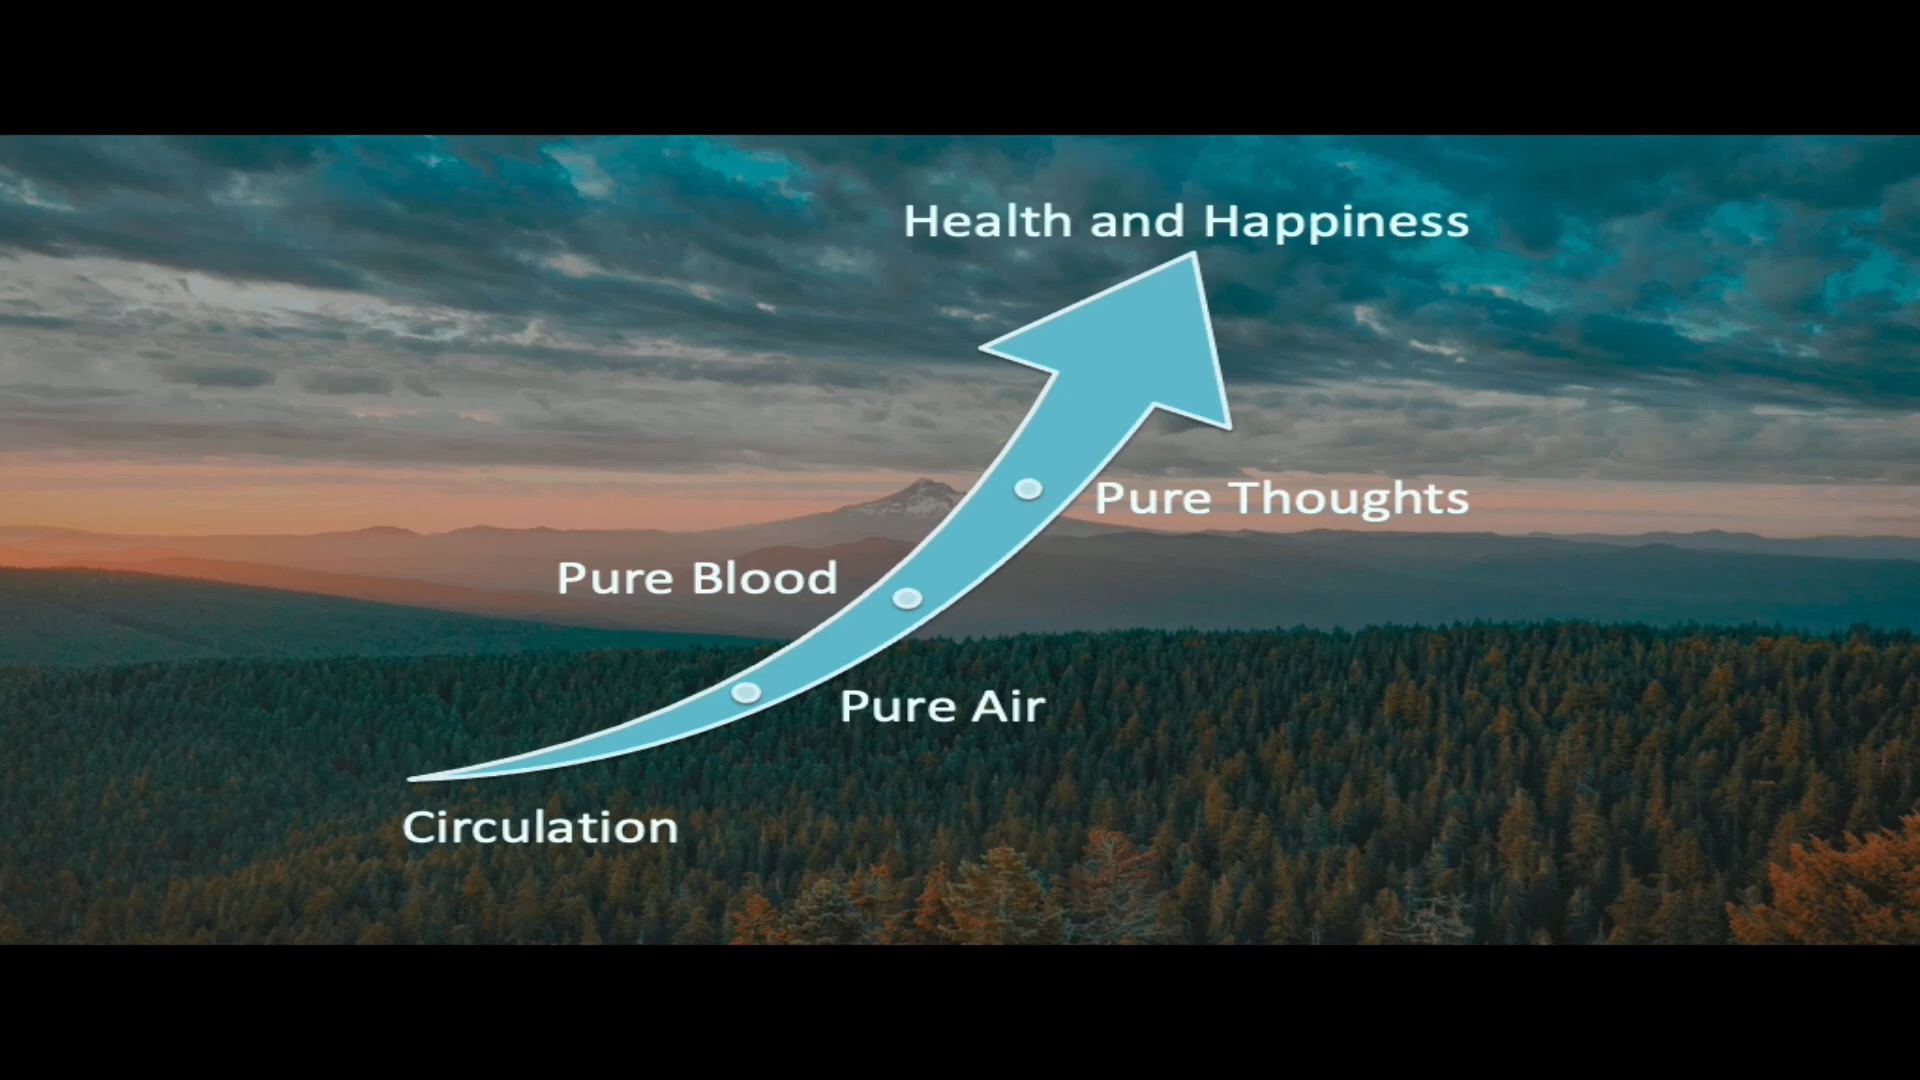 Health and Happiness
Pure Thoughts
Pure Blood
Pure Air
Circulation